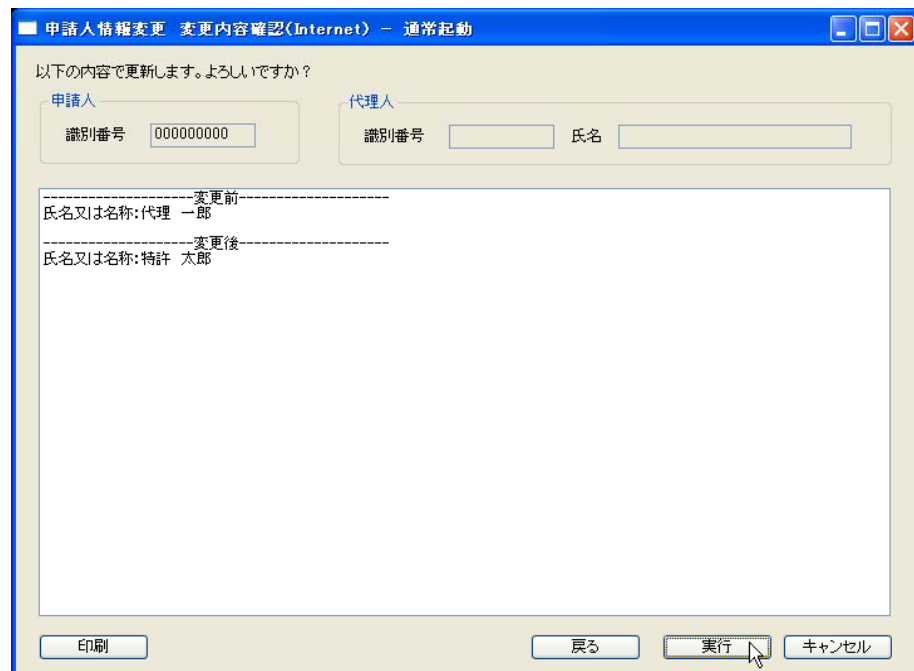 申請人情報変更 変更内容確認(Internet) － 通常起動
以下の内容で更新します。よろしいですか？
申請人
代理人
識別番号 000000000
識別番号
氏名
--------------------変更前--------------------
氏名又は名称:代理 一郎
--------------------変更後--------------------
氏名又は名称:特許 太郎
印刷
戻る
実行
キャンセル